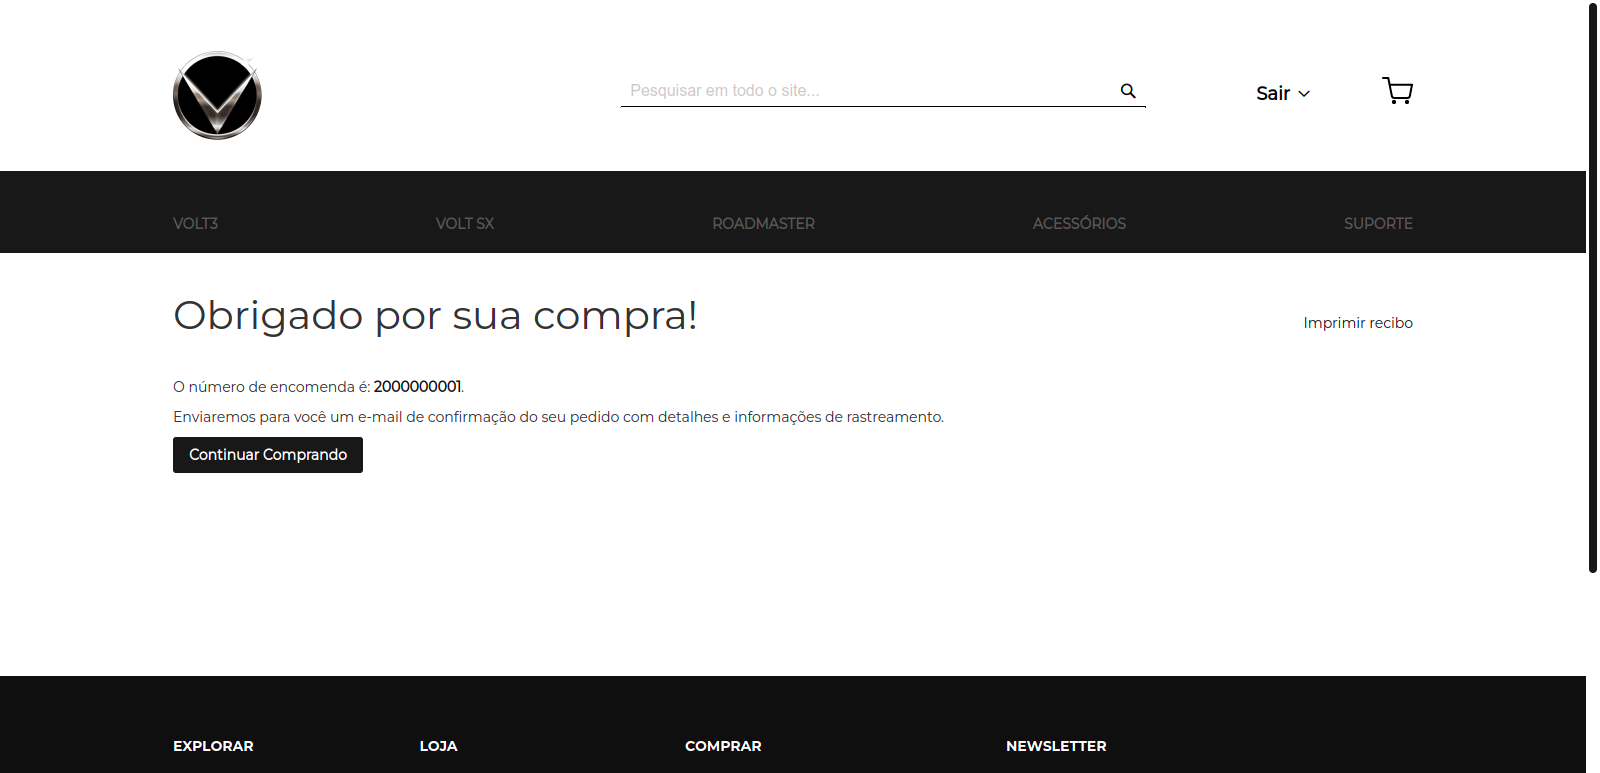 Pesquisar em todo o site...
Sair
VOLT3
VOLT SX
ROADMASTER
ACESSÓRIOS
SUPORTE
Obrigado por sua compra!
Imprimir recibo
O número de encomenda é: 2000000001.
Enviaremos para você um e-mail de confirmação do seu pedido com detalhes e informações de rastreamento.
Continuar Comprando
EXPLORAR
LOJA
COMPRAR
NEWSLETTER